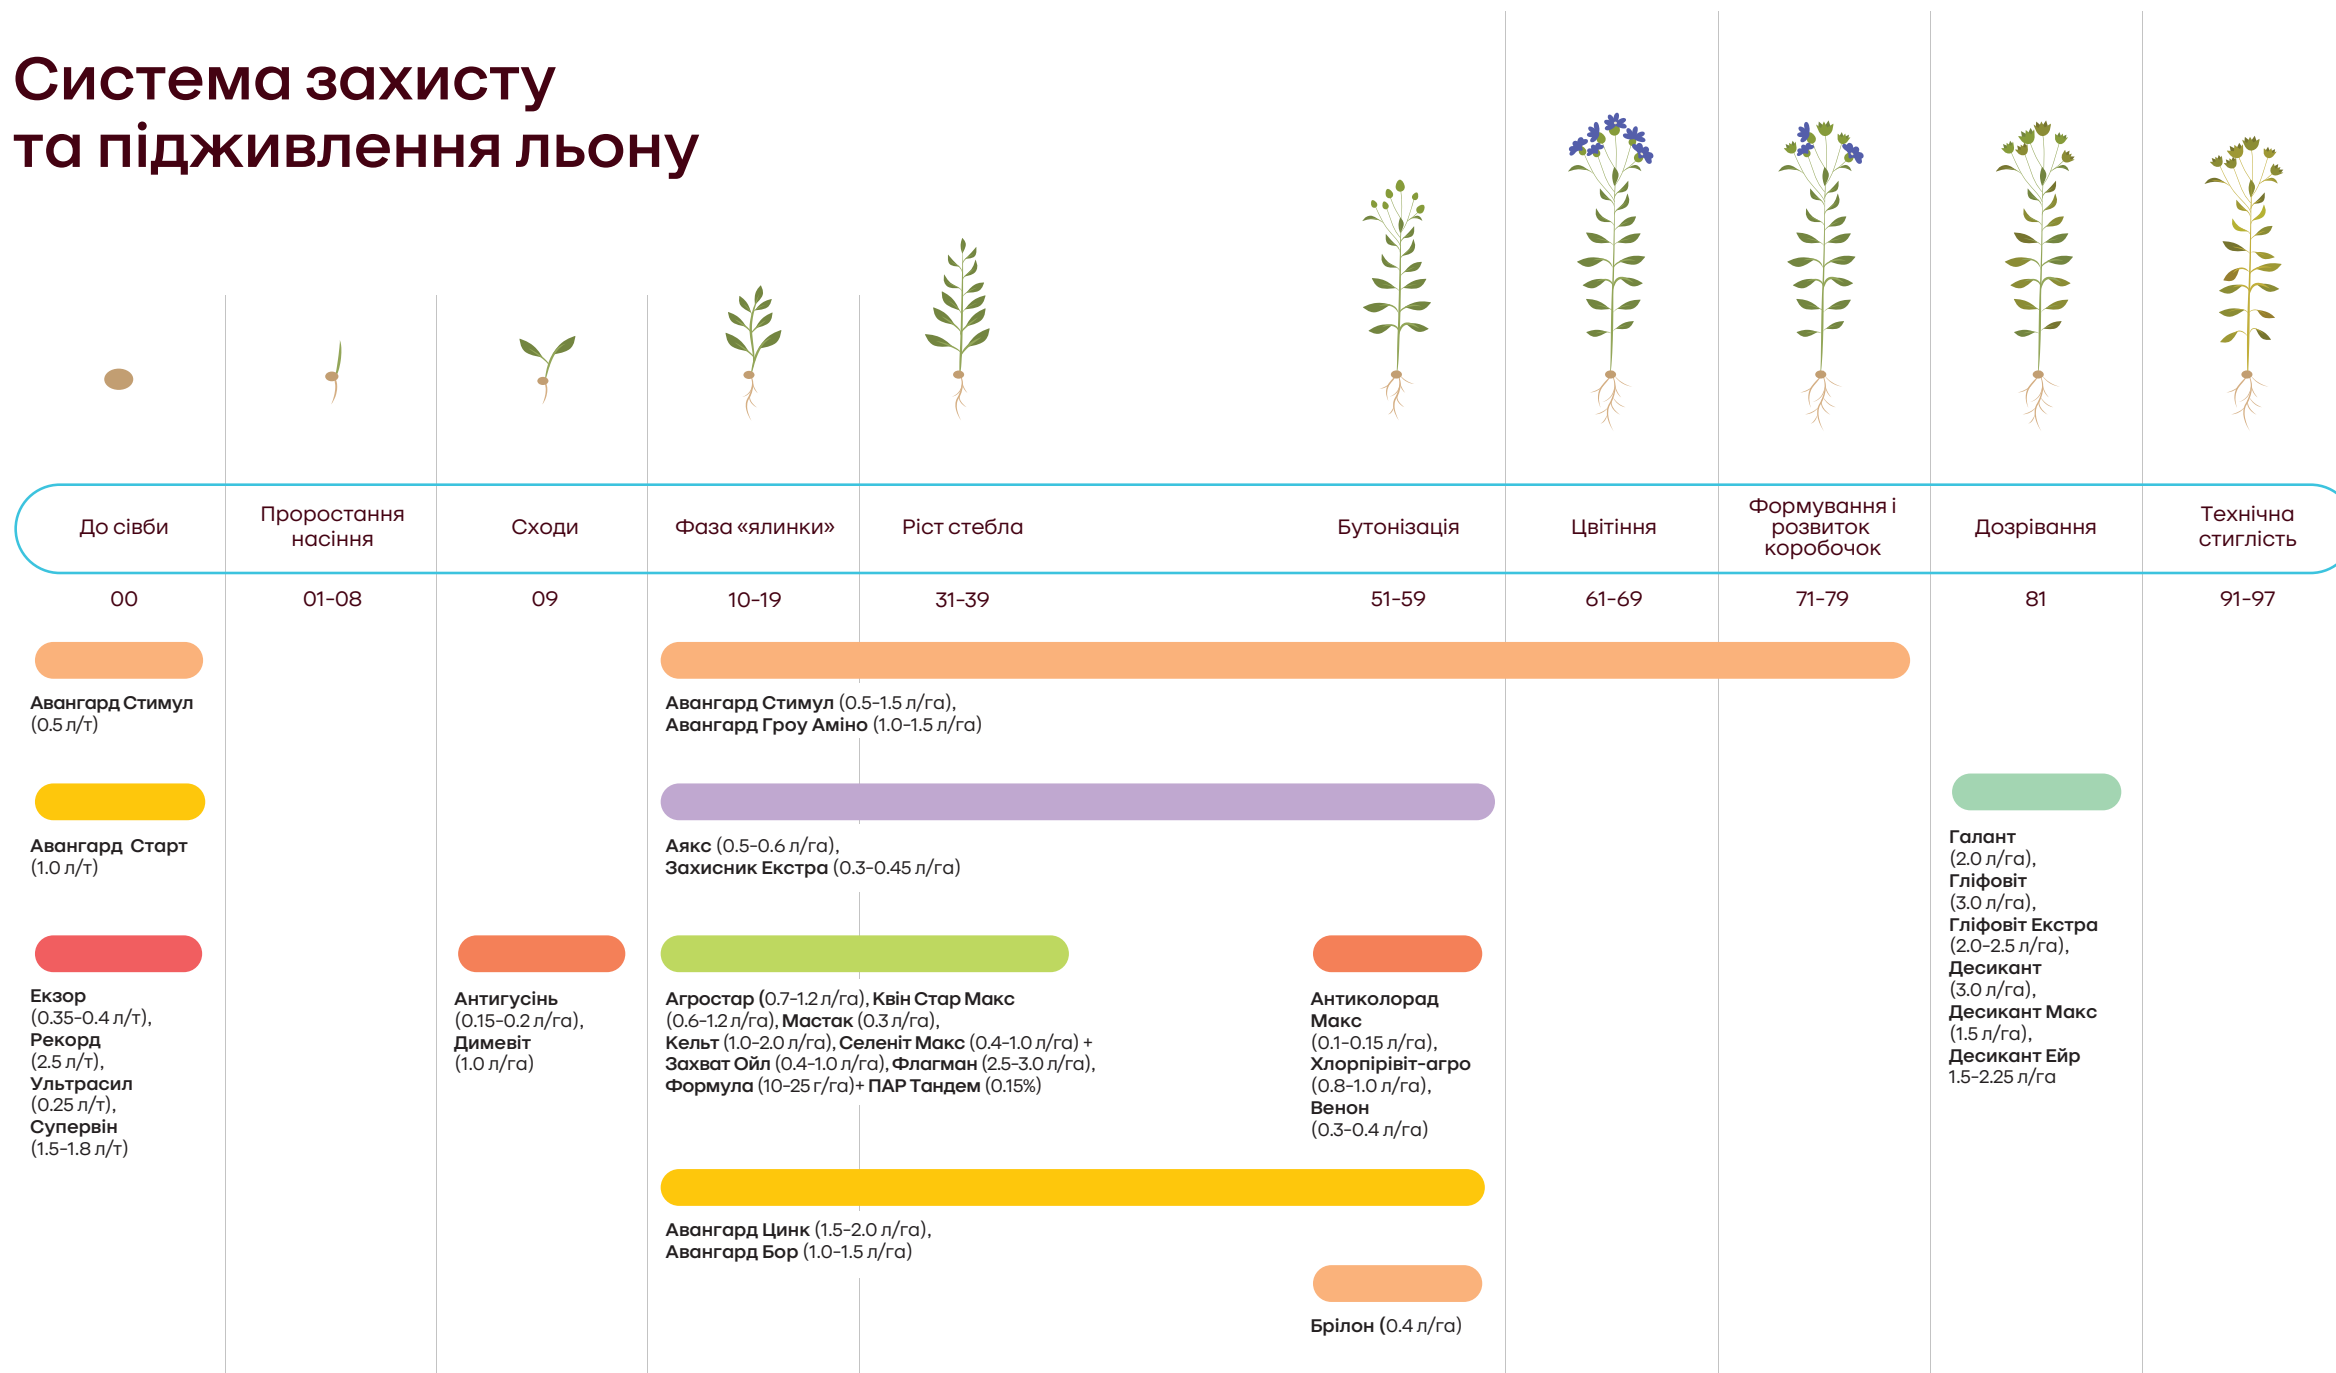 Система захисту
та підживлення льону
До сівби
Проростання
насіння
Сходи
Фаза «ялинки»
Ріст стебла
Бутонізація
Цвітіння
Формування і
розвиток
коробочок
Дозрівання
Технічна
стиглість
00
01-08
09
10-19
31-39
51-59
61-69
71-79
81
91-97
Авангард Стимул
(0.5 л/т)
Авангард Стимул (0.5-1.5 л/га),
Авангард Гроу Аміно (1.0-1.5 л/га)
Авангард Старт
(1.0 л/т)
Аякс (0.5-0.6 л/га),
Захисник Екстра (0.3-0.45 л/га)
Галант
(2.0 л/га),
Гліфовіт
(3.0 л/га),
Гліфовіт Екстра
(2.0-2.5 л/га),
Десикант
(3.0 л/га),
Десикант Макс
(1.5 л/га),
Десикант Ейр
1.5-2.25 л/га
Екзор
(0.35-0.4 л/т),
Рекорд
(2.5 л/т),
Ультрасил
(0.25 л/т),
Супервін
(1.5-1.8 л/т)
Антигусінь
(0.15-0.2 л/га),
Димевіт
(1.0 л/га)
Агростар (0.7-1.2 л/га), Квін Стар Макс
(0.6-1.2 л/га), Мастак (0.3 л/га),
Кельт (1.0-2.0 л/га), Селеніт Макс (0.4-1.0 л/га) +
Захват Ойл (0.4-1.0 л/га), Флагман (2.5-3.0 л/га),
Формула (10-25 г/га)+ ПАР Тандем (0.15%)
Антиколорад
Макс
(0.1-0.15 л/га),
Хлорпірівіт-агро
(0.8-1.0 л/га),
Венон
(0.3-0.4 л/га)
Авангард Цинк (1.5-2.0 л/га),
Авангард Бор (1.0-1.5 л/га)
Брілон (0.4 л/га)